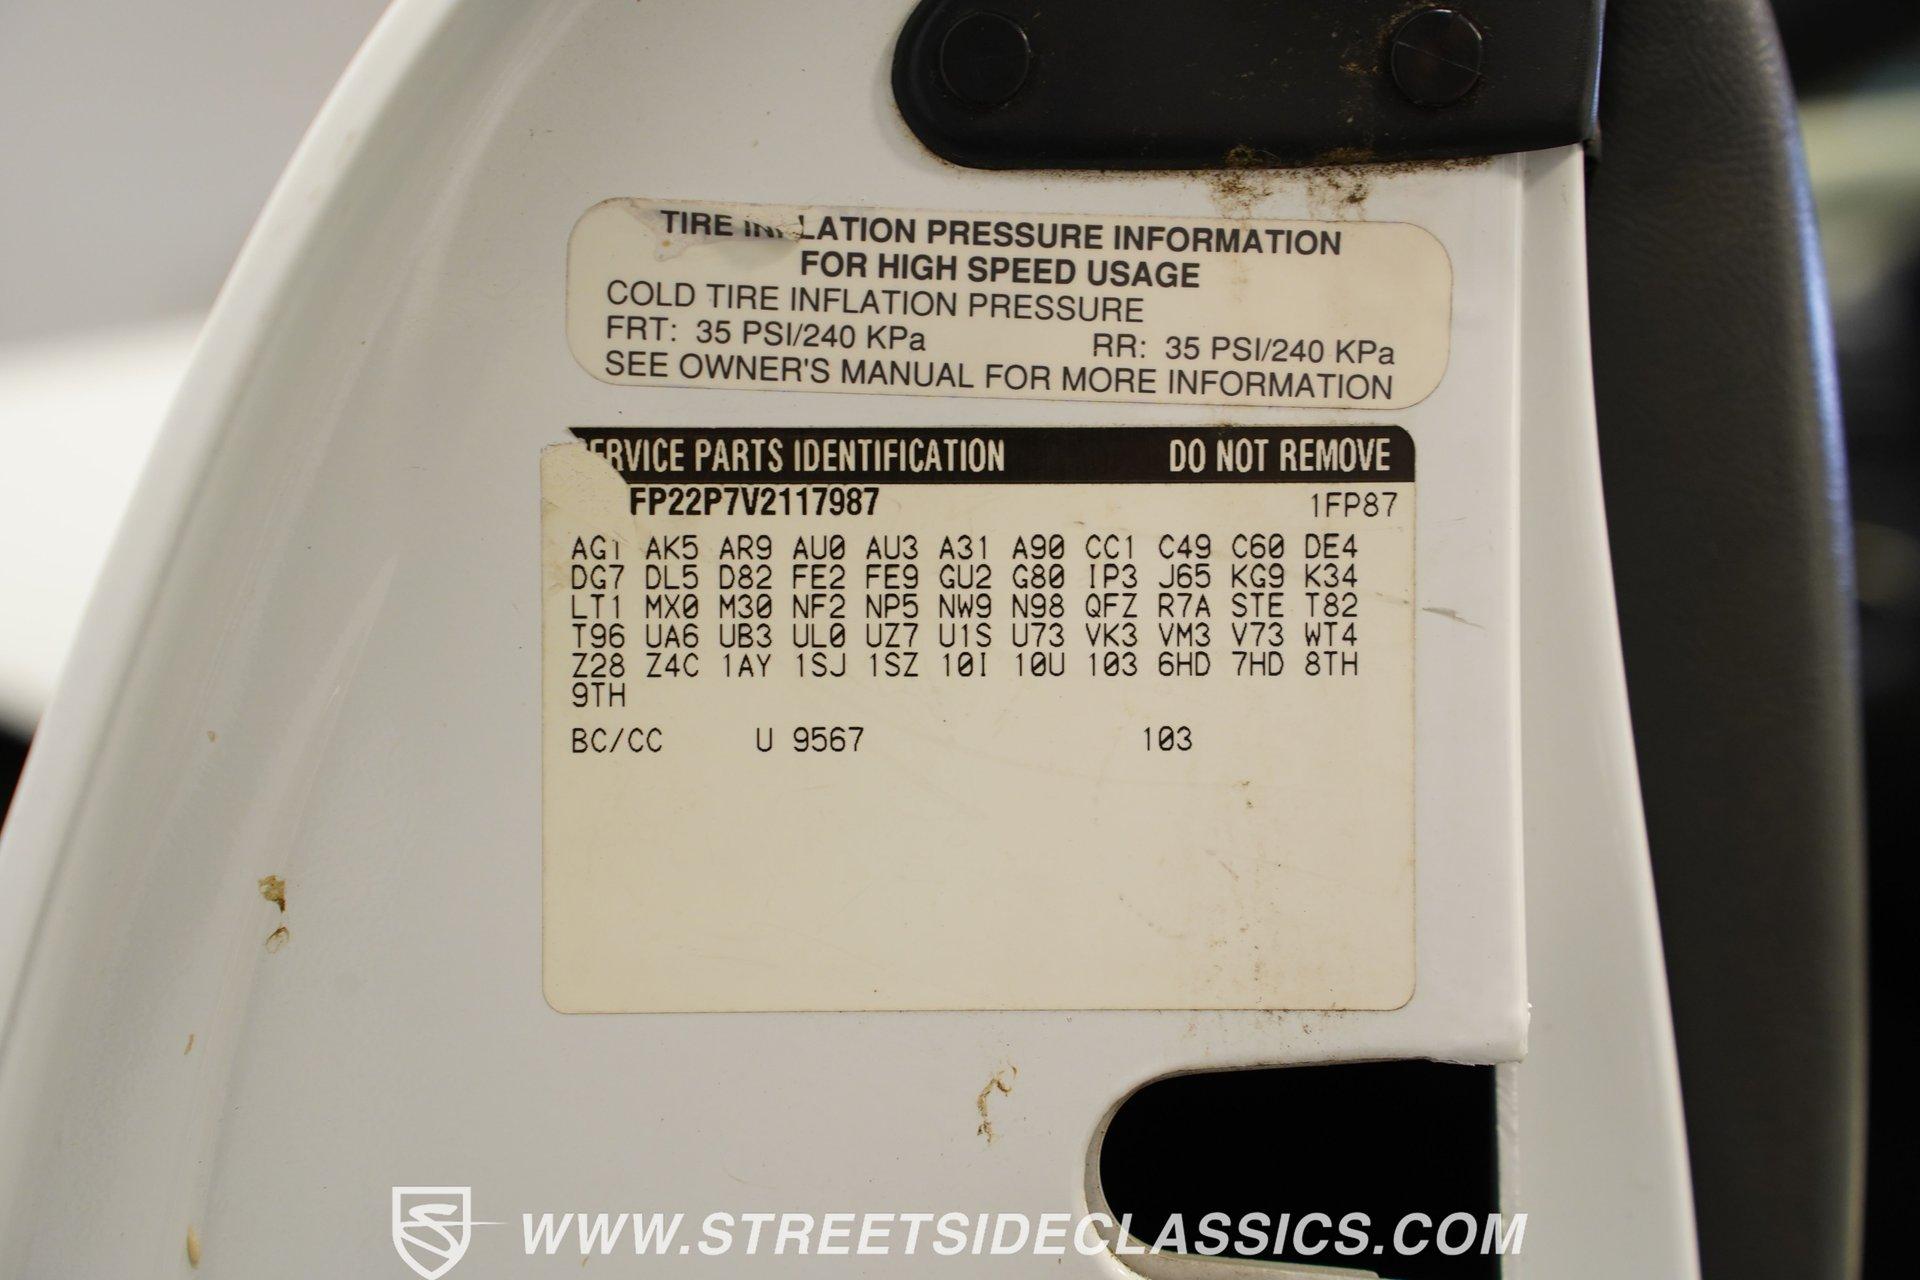 TIRE INFLATION PRESSURE INFORMATION
FOR HIGH SPEED USAGE
COLD TIRE INFLATION PRESSURE
FRT: 35 PSI/240 KPa RR: 35 PSI/240 KPa
SEE OWNER'S MANUAL FOR MORE INFORMATION
SERVICE PARTS IDENTIFICATION DO NOT REMOVE
FP22P7V2117987 1FP87
AG1 AK5 AR9 AU0 AU3 A31 A90 CC1 C49 C60 DE4
DG7 DL5 D82 FE2 FE9 GU2 G80 IP3 J65 KG9 K34
LT1 MX0 M30 NF2 NP5 NW9 N98 QFZ R7A STE T82
T96 UA6 UB3 UL0 UZ7 U1S U73 VK3 VM3 V73 WT4
Z28 Z4C 1AY 1SJ 1SZ 10I 10U 103 6HD 7HD 8TH
9TH
BC/CC U 9567 103
WWW.STREETSIDECLASSICS.COM